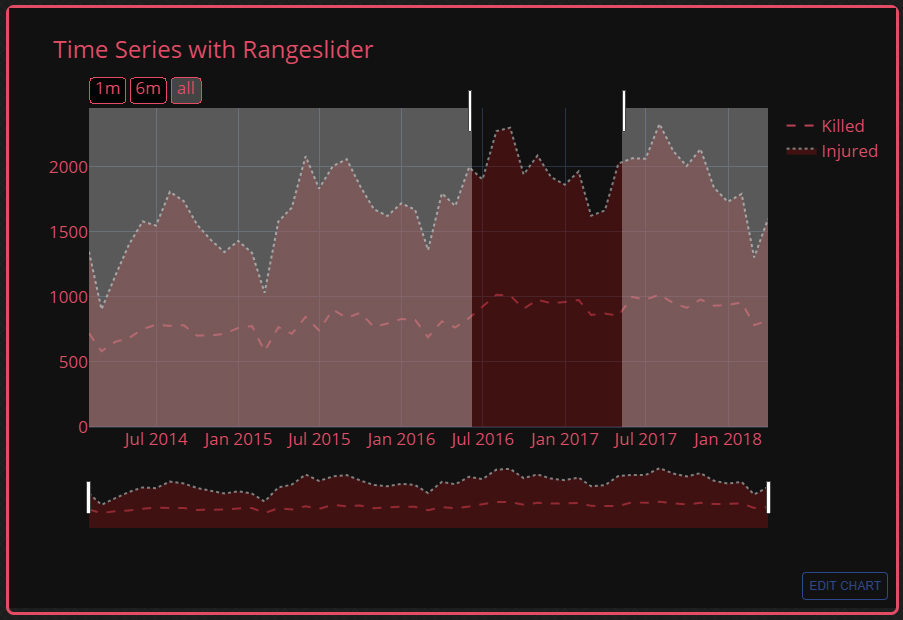 Time Series with Rangeslider
1m 6m all
Killed
Injured
2000
1500
1000
500
0
Jul 2014 Jan 2015 Jul 2015 Jan 2016 Jul 2016 Jan 2017 Jul 2017 Jan 2018
EDIT CHART